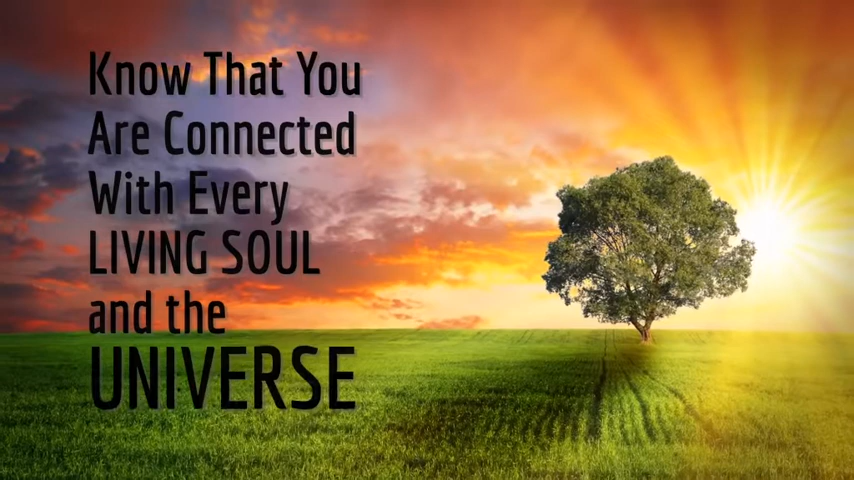 Know That You
Are Connected
With Every
LIVING SOUL
and the
UNIVERSE